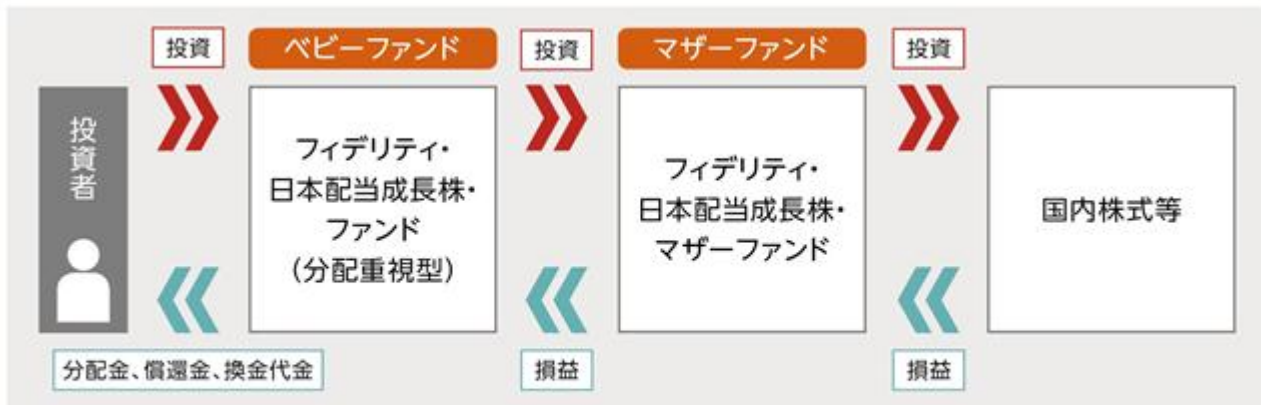 投資
ベビーファンド
投資
マザーファンド
投資
投資者
フィデリティ・
日本配当成長株・
ファンド
（分配重視型）
フィデリティ・
日本配当成長株・
マザーファンド
国内株式等
分配金、償還金、換金代金
損益
損益